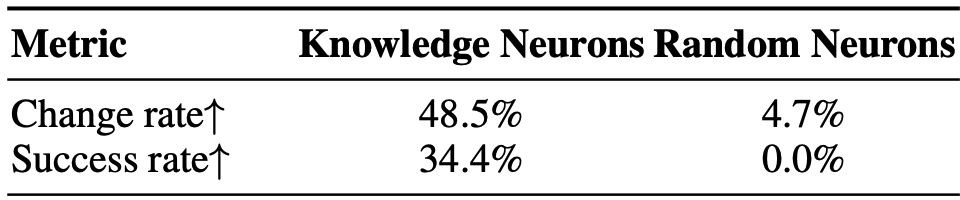 Metric Knowledge Neurons Random Neurons
Change rate↑ 48.5% 4.7%
Success rate↑ 34.4% 0.0%